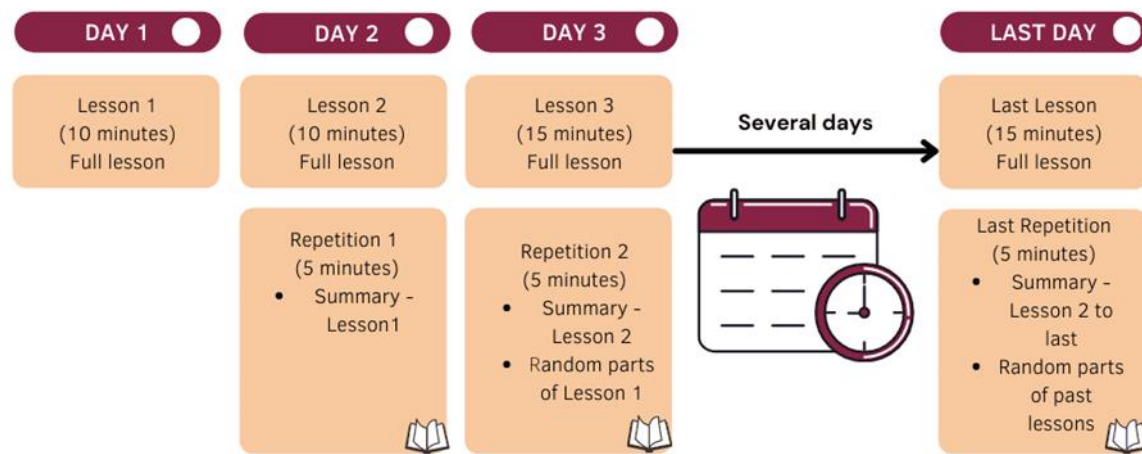 DAY 1
DAY 2
DAY 3
LAST DAY
Lesson 1
(10 minutes)
Full lesson
Lesson 2
(10 minutes)
Full lesson
Lesson 3
(15 minutes)
Full lesson
Several days
Last Lesson
(15 minutes)
Full lesson
Repetition 1
(5 minutes)
• Summary -
Lesson1
Repetition 2
(5 minutes)
• Summary -
Lesson 2
• Random parts
of Lesson 1
Last Repetition
(5 minutes)
• Summary -
Lesson 2 to
last
• Random parts
of past
lessons